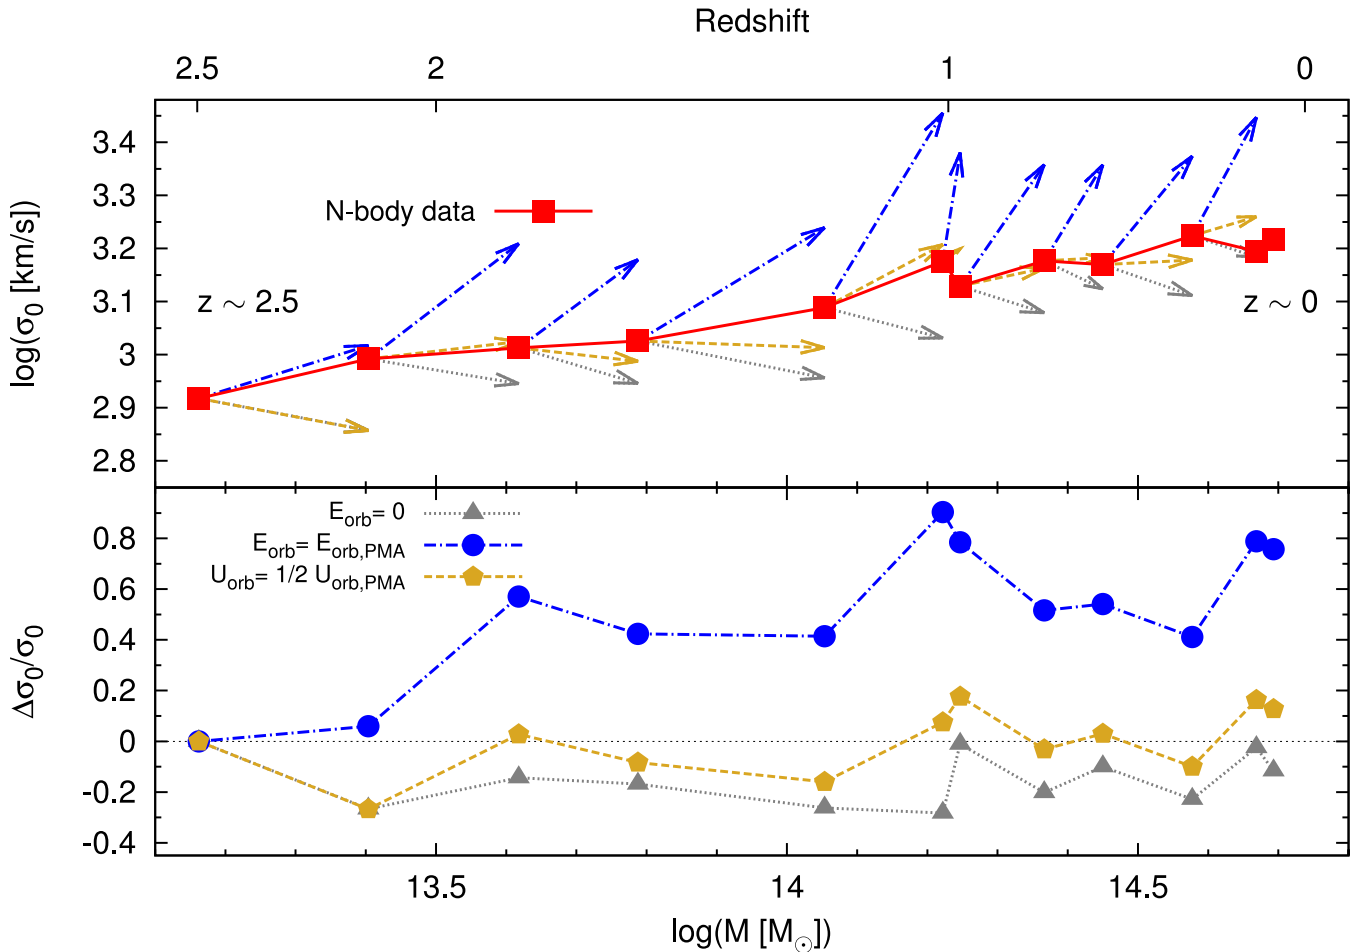 Redshift
2.5 2 1 0
3.4
3.3
3.2
3.1
3
2.9
2.8
log(σ0 [km/s])
N-body data
z ∼ 2.5
z ∼ 0
Eorb= 0
Eorb= Eorb,PMA
Uorb= 1/2 Uorb,PMA
0.8
0.6
0.4
0.2
0
-0.2
-0.4
Δσ0/σ0
13.5 14 14.5
log(M [M⊙])